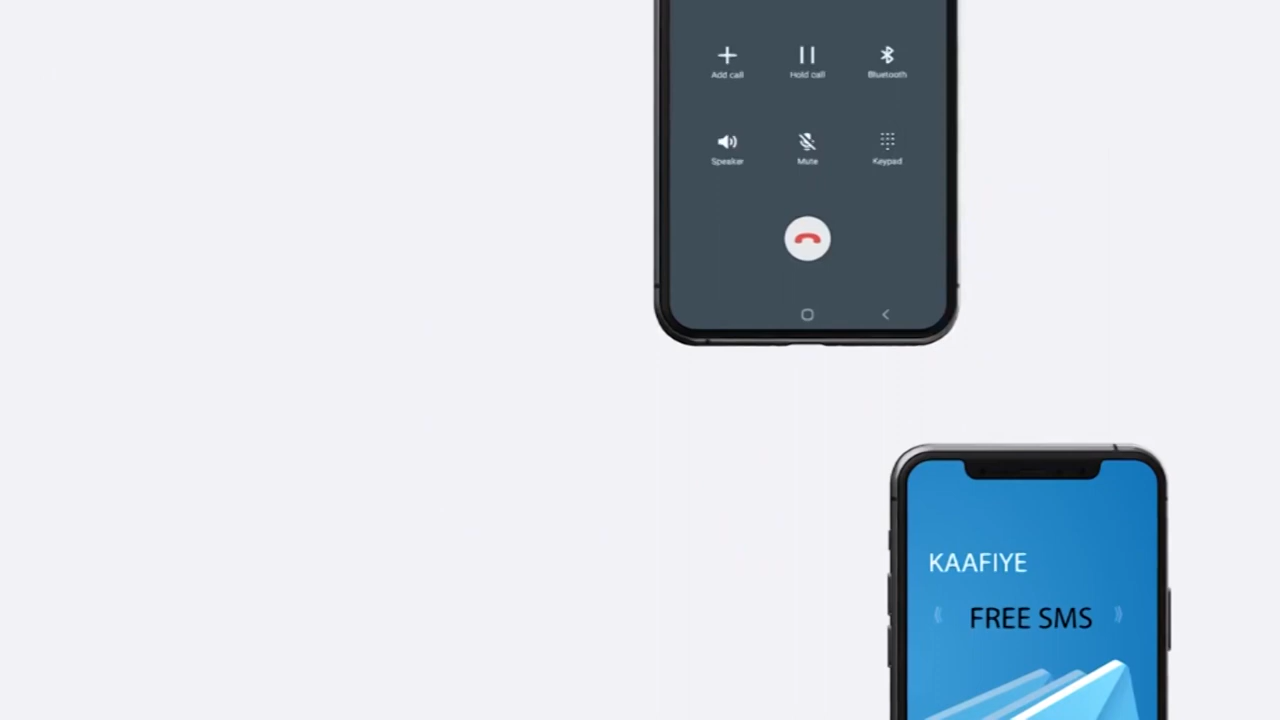 Add call Hold call Bluetooth
Speaker Mute Keypad
KAAFIYE
FREE SMS